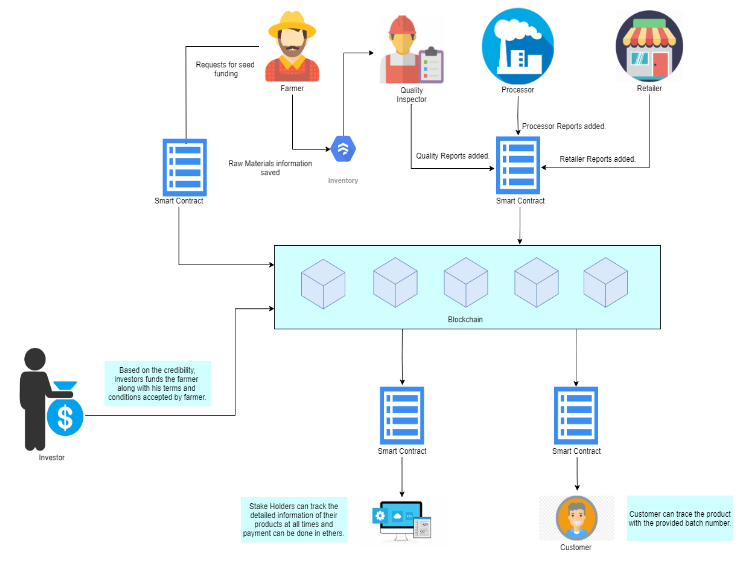 Requests for seed
funding
Farmer
Quality
Inspector
Processor
Retailer
Processor Reports added.
Raw Materials information
saved
Inventory
Quality Reports added.
Retailer Reports added.
Smart Contract
Smart Contract
Blockchain
Based on the credibility,
investors funds the farmer
along with his terms and
conditions accepted by farmer.
$
Investor
Smart Contract
Smart Contract
Stake Holders can track the
detailed information of their
products at all times and
payment can be done in ethers.
Customer can trace the product
with the provided batch number.
Customer